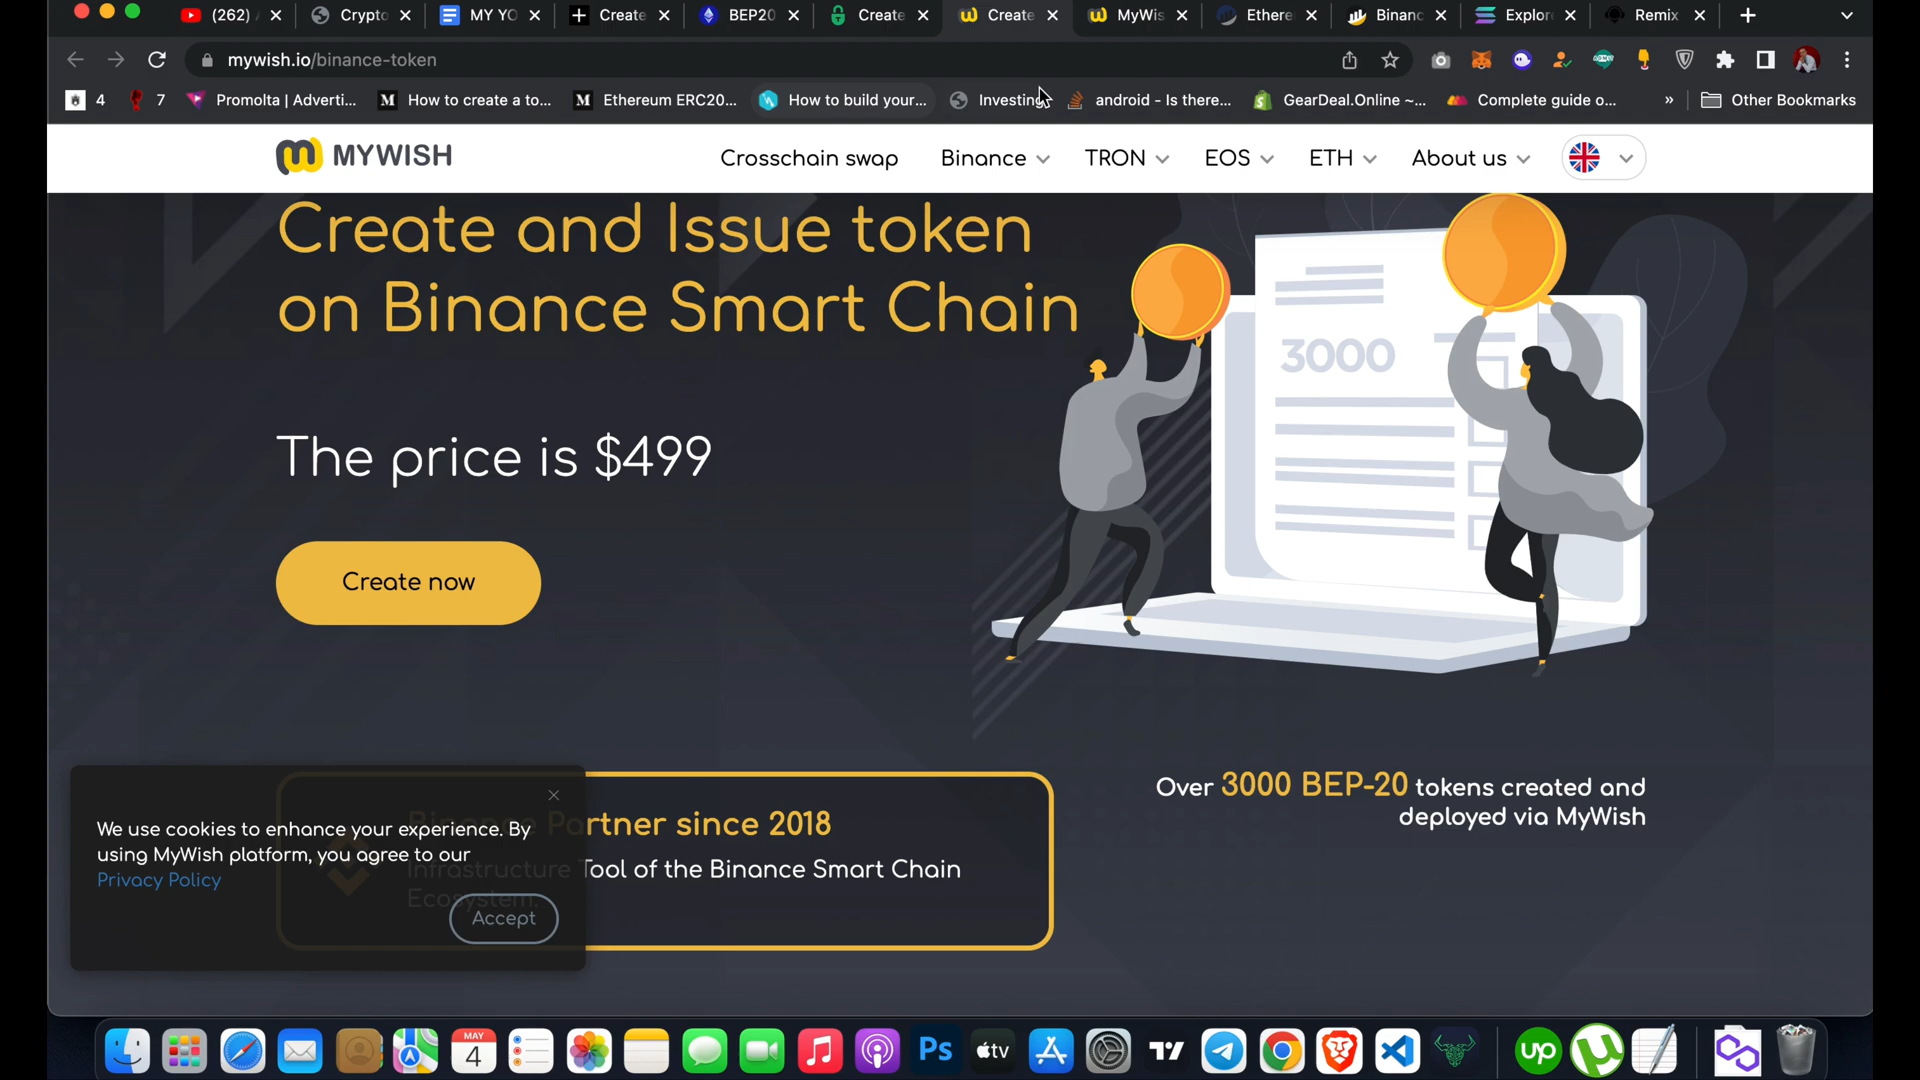 (262)
Crypto
MY YO
Create
BEP20
Create
Create
MyWis
Ethere
Binanc
Explor
Remix
mywish.io/binance-token
4
7
Promolta | Adverti...
How to create a to...
Ethereum ERC20...
How to build your...
Investing
android - Is there...
GearDeal.Online ~...
Complete guide o...
»
Other Bookmarks
MYWISH
Crosschain swap
Binance
TRON
EOS
ETH
About us
Create and Issue token
on Binance Smart Chain
3000
The price is $499
Create now
Binance Partner since 2018
Infrastructure Tool of the Binance Smart Chain
Ecosystem.
Over 3000 BEP-20 tokens created and
deployed via MyWish
We use cookies to enhance your experience. By
using MyWish platform, you agree to our
Privacy Policy
Accept
MAY
4
Ps
tv
up